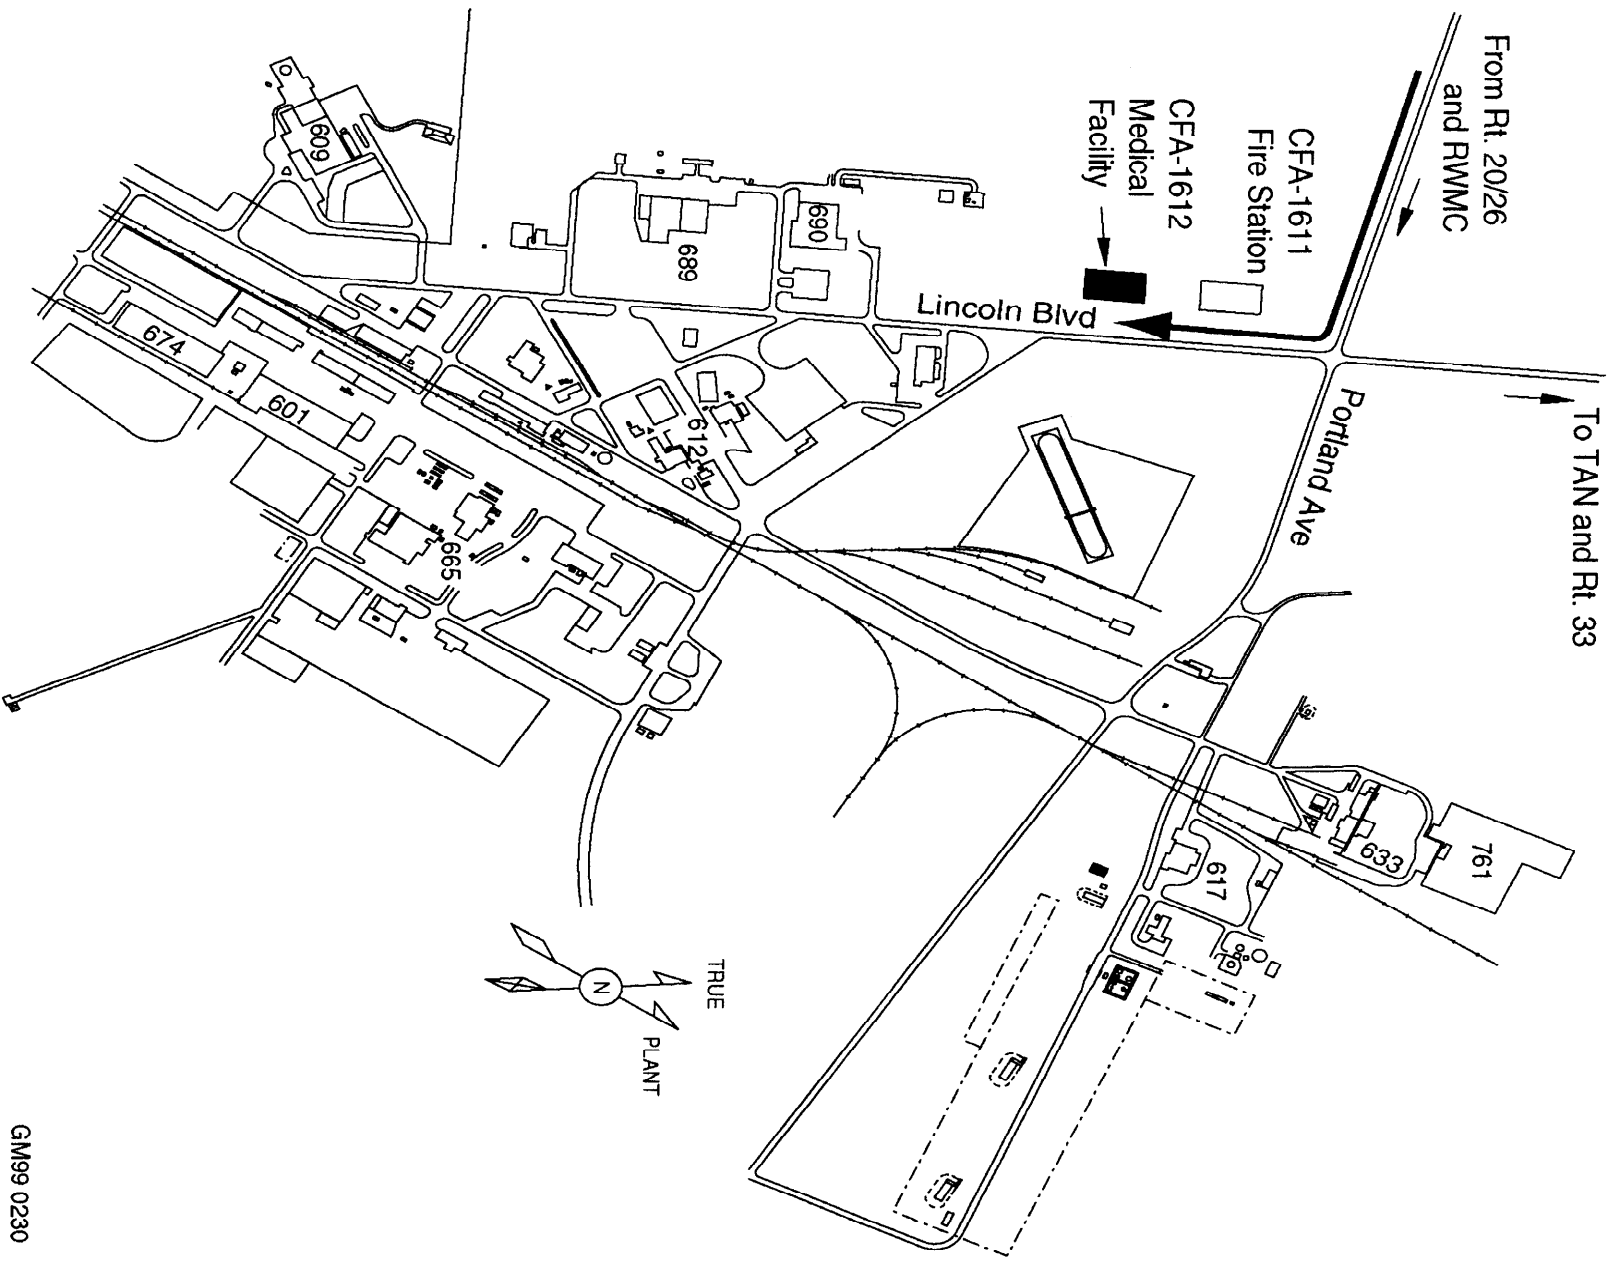 From Rt. 20/26
and RWMC
To TAN and Rt. 33
CFA-1611
Fire Station
CFA-1612
Medical
Facility
Lincoln Blvd
Portland Ave
609
690
689
674
601
612
665
633
761
617
TRUE
N
PLANT
GM99 0230